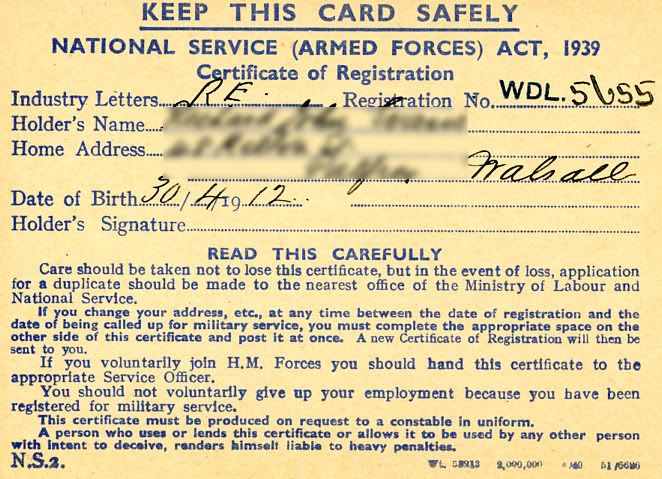 KEEP THIS CARD SAFELY
NATIONAL SERVICE (ARMED FORCES) ACT, 1939
Certificate of Registration
Industry Letters RE. Registration No. WDL. 5655
Holder's Name
Home Address
Walsall
Date of Birth 30/4/1912
Holder's Signature
READ THIS CAREFULLY
Care should be taken not to lose this certificate, but in the event of loss, application
for a duplicate should be made to the nearest office of the Ministry of Labour and
National Service.
If you change your address, etc., at any time between the date of registration and the
date of being called up for military service, you must complete the appropriate space on the
other side of this certificate and post it at once. A new Certificate of Registration will then be
sent to you.
If you voluntarily join H.M. Forces you should hand this certificate to the
appropriate Service Officer.
You should not voluntarily give up your employment because you have been
registered for military service.
This certificate must be produced on request to a constable in uniform.
A person who uses or lends this certificate or allows it to be used by any other person
with intent to deceive, renders himself liable to heavy penalties.
N.S.2. Wt. 2,000,000 4/40 51/6686